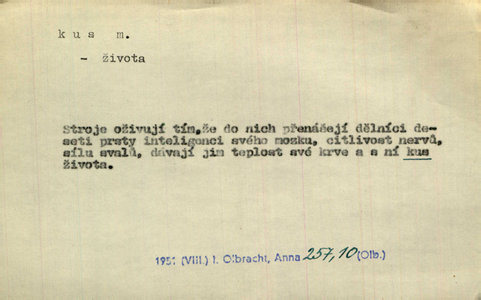 kus m.
- života
Stroje oživují tím,že do nich přenášejí dělníci de-
seti prsty inteligenci svého mozku, citlivost nervů,
sílu svalů, dávají jim teplost své krve a s ní kus
života.
1951 (VIII.) I. Olbracht, Anna 257,10 (Olb.)